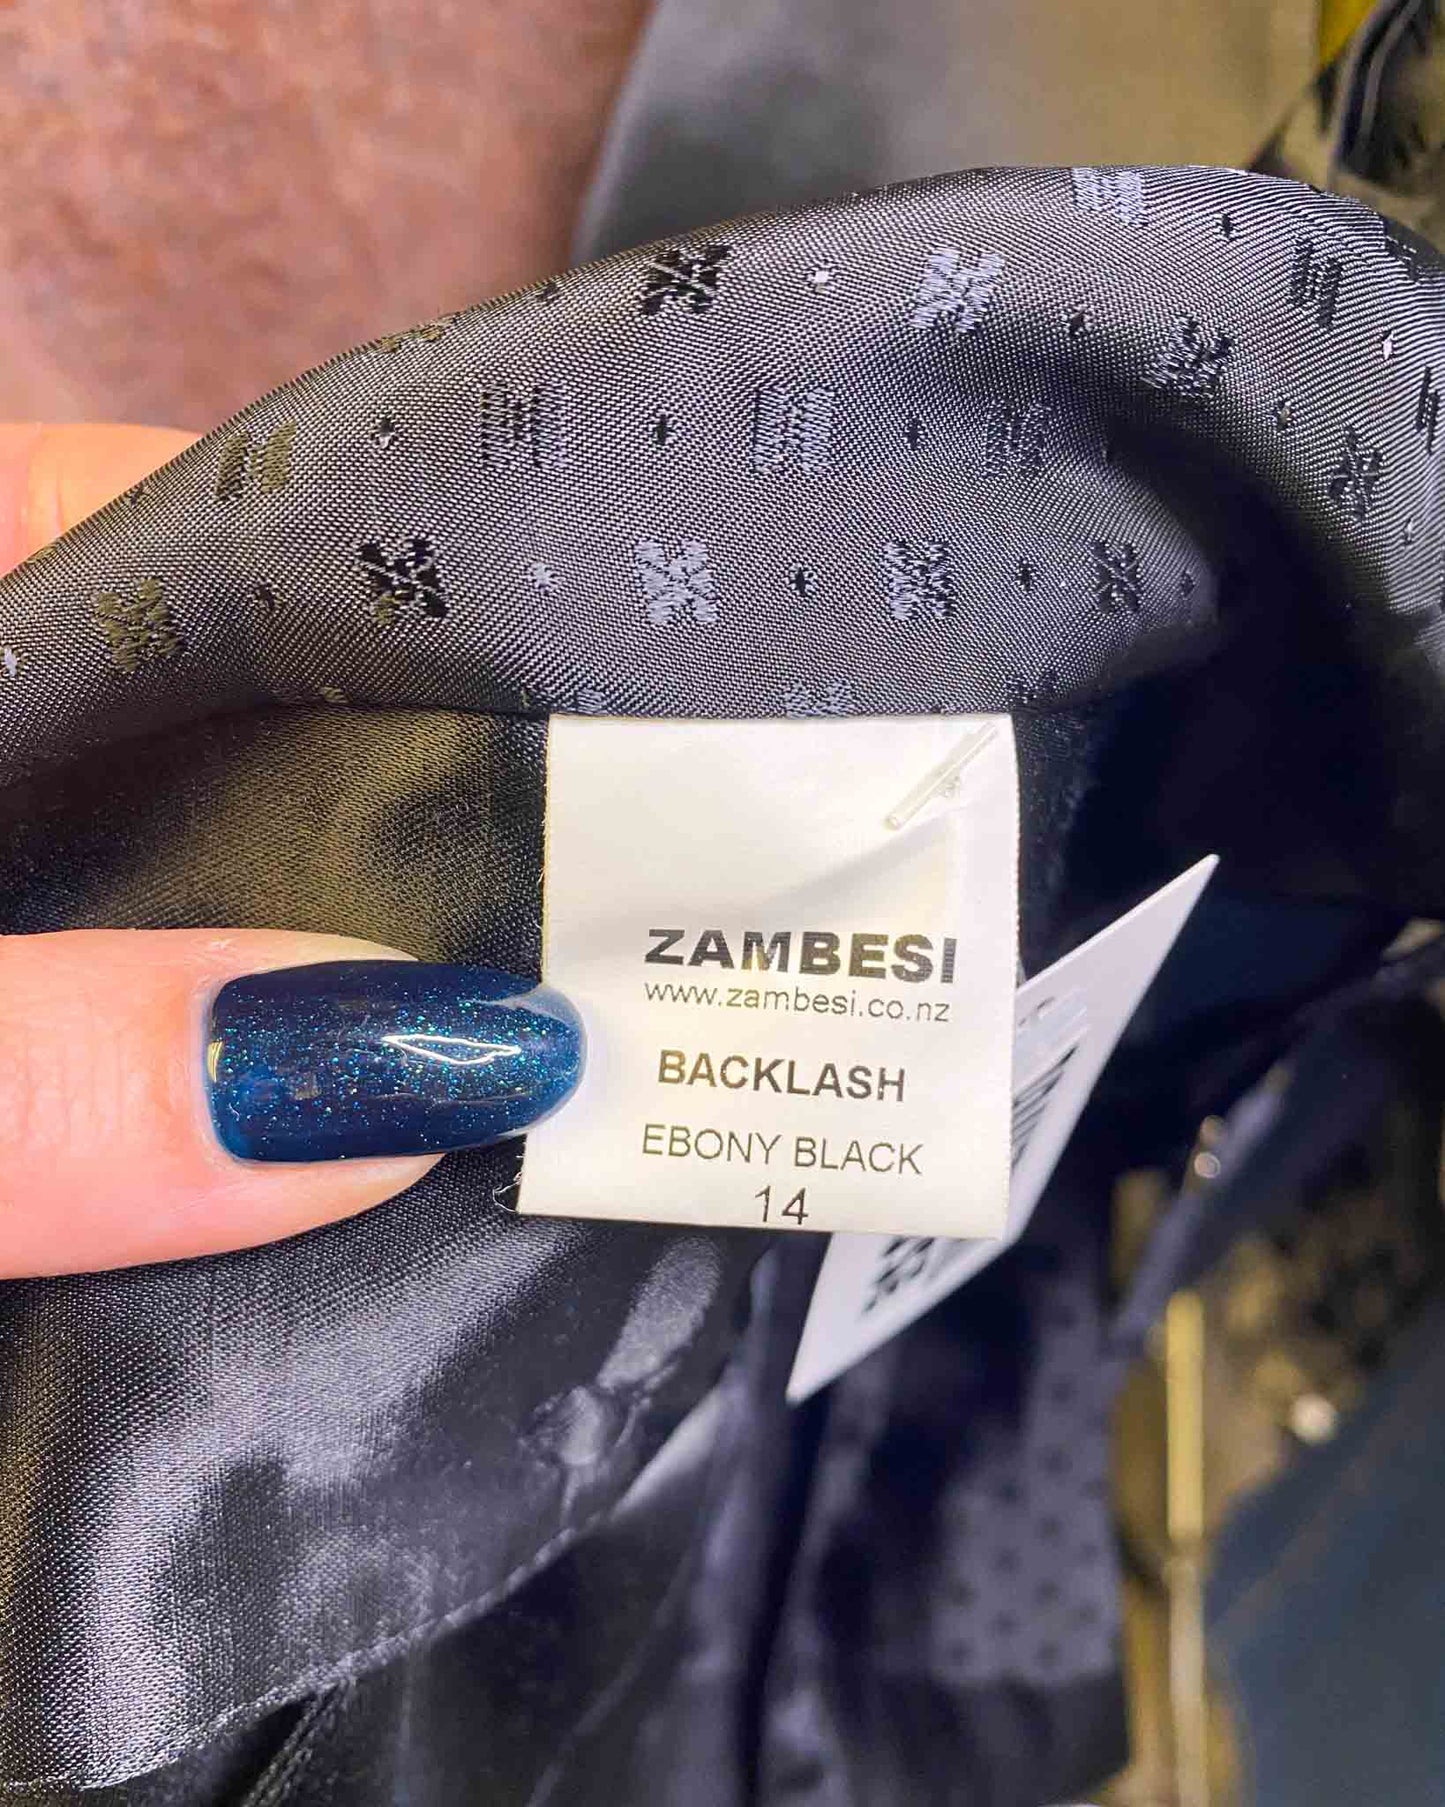 ZAMBESI
www.zambesi.co.nz
BACKLASH
EBONY BLACK
14